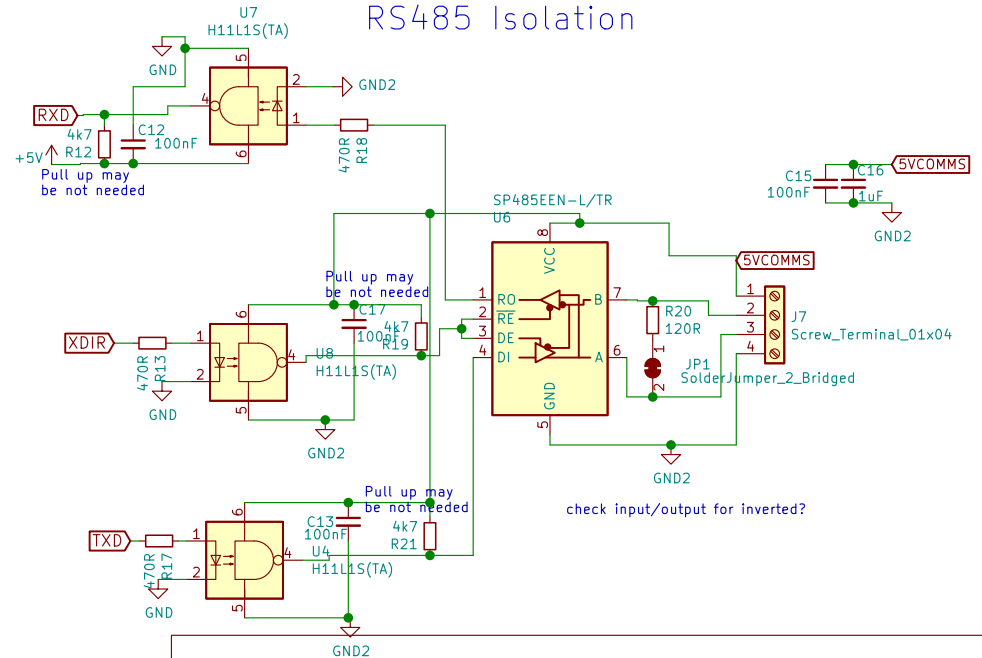 RS485 Isolation
U7
H11L1S(TA)
5
GND
2
GND2
4
RXD
1
4k7
R12
C12
100nF
6
470R
R18
+5V
Pull up may
be not needed
5VCOMMS
C15
100nF
C16
1uF
GND2
SP485EEN-L/TR
U6
8
VCC
5VCOMMS
Pull up may
be not needed
1
RO
B
7
2
RE
3
DE
4
DI
A
6
GND
5
R20
120R
1
2
JP1
SolderJumper_2_Bridged
1
2
3
4
J7
Screw_Terminal_01x04
GND2
C17
100nF
4k7
R19
6
XDIR
470R
R13
1
2
4
5
U8
H11L1S(TA)
GND
GND2
Pull up may
be not needed
check input/output for inverted?
6
C13
100nF
4k7
R21
TXD
470R
R17
1
2
4
5
U4
H11L1S(TA)
GND
GND2